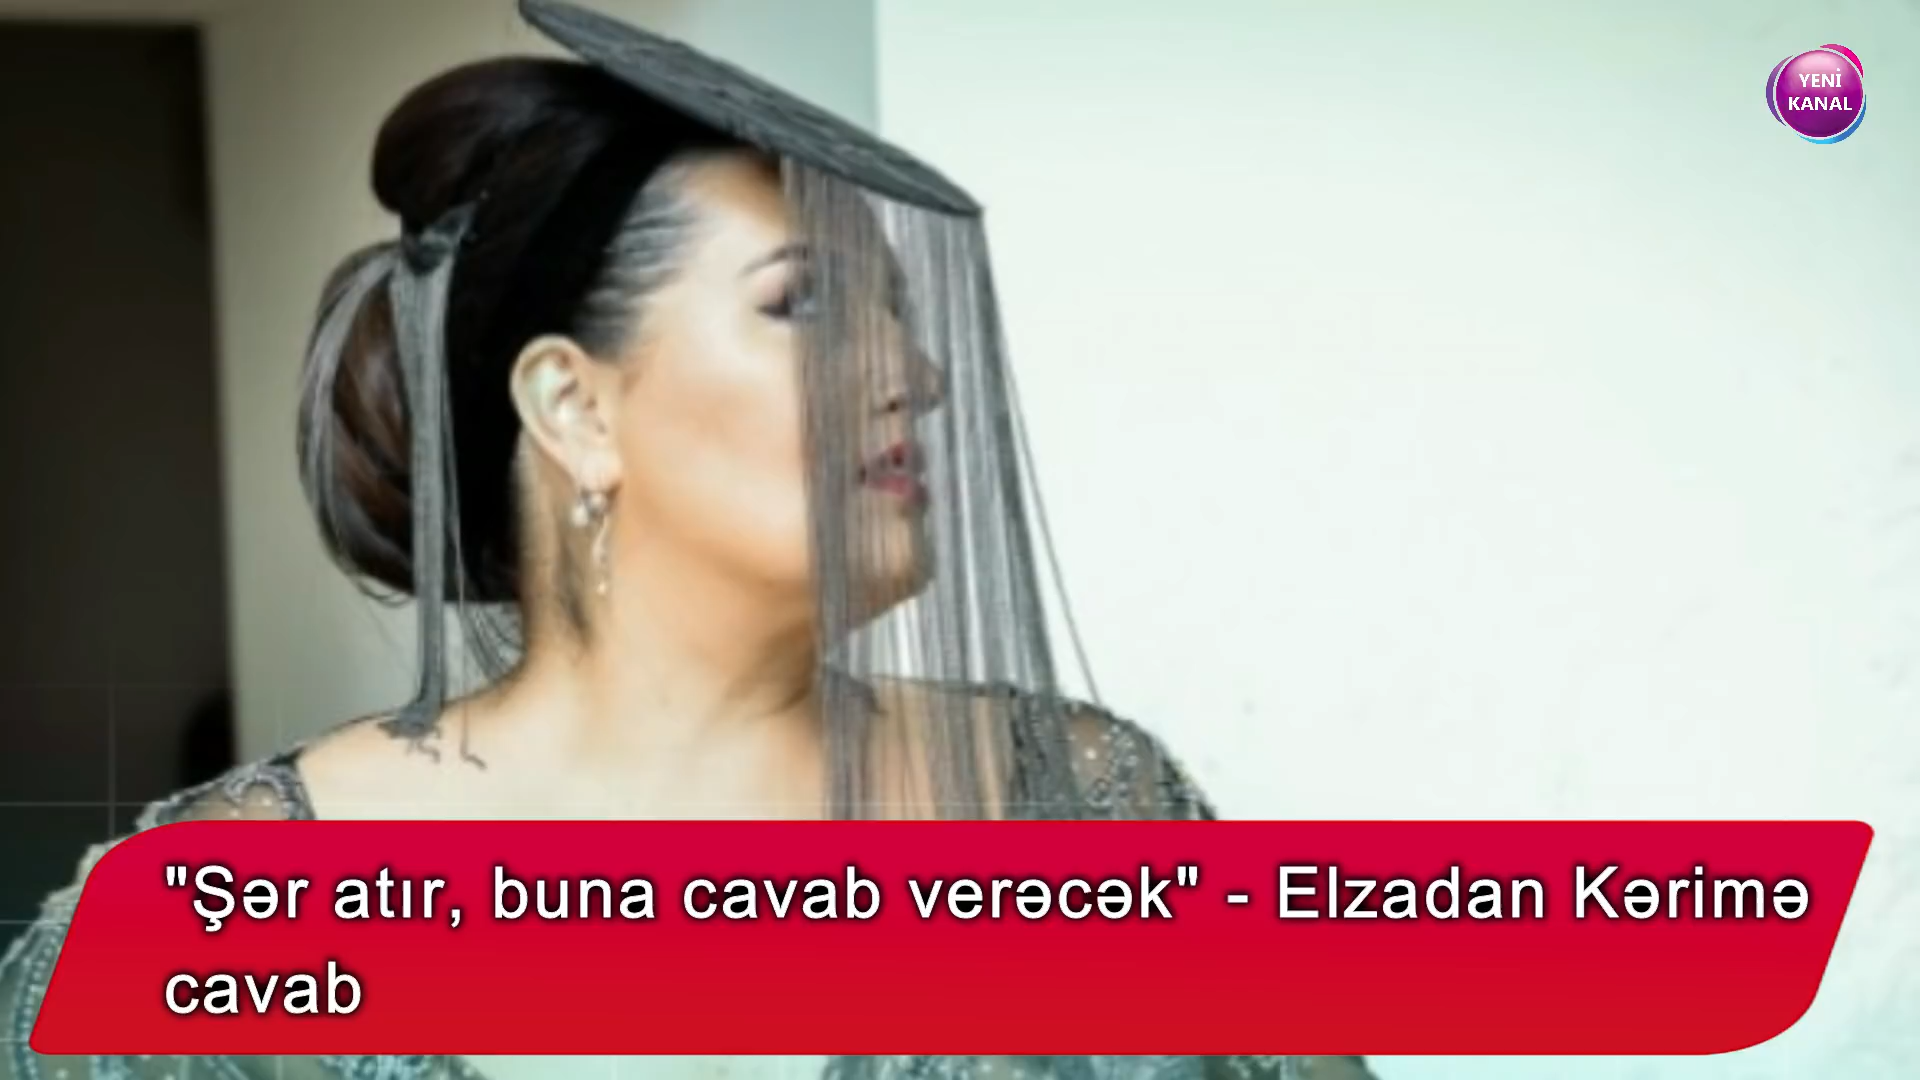 YENİ
KANAL
"Şər atır, buna cavab verəcək" - Elzadan Kərimə
cavab